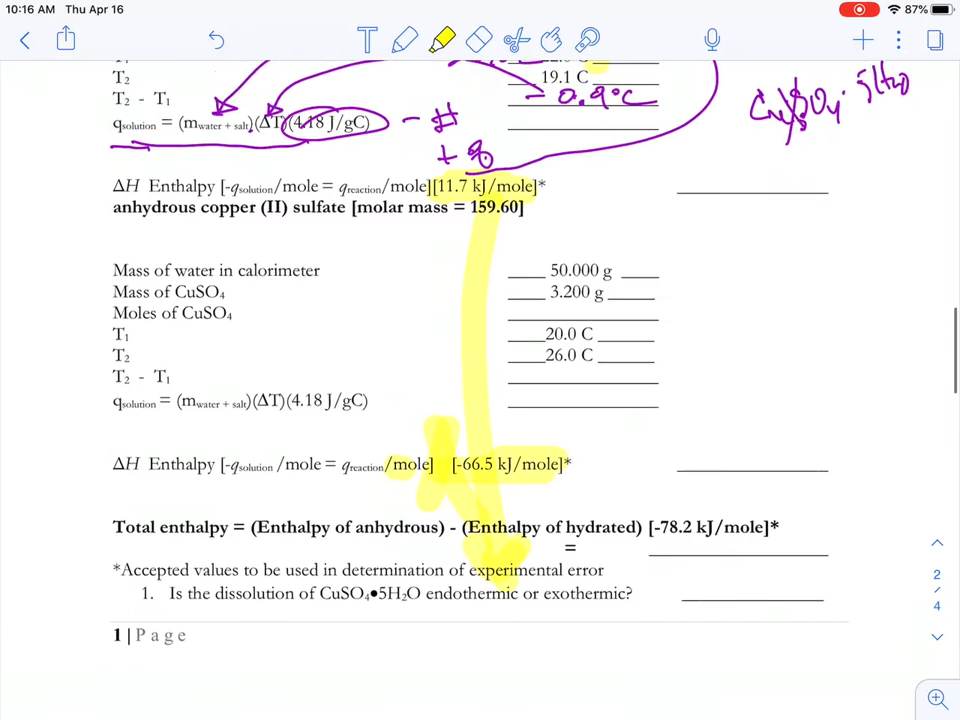 10:16 AM Thu Apr 16 87%
T₂ 19.1 C
T₂ - T₁ - 0.9°C
CuSO₄ · 5H₂O
qsolution = (mwater + salt)(ΔT)(4.18 J/gC) - #
+ q
ΔH Enthalpy [-qsolution/mole = qreaction/mole][11.7 kJ/mole]*
anhydrous copper (II) sulfate [molar mass = 159.60]
Mass of water in calorimeter 50.000 g
Mass of CuSO₄ 3.200 g
Moles of CuSO₄
T₁ 20.0 C
T₂ 26.0 C
T₂ - T₁
qsolution = (mwater + salt)(ΔT)(4.18 J/gC)
ΔH Enthalpy [-qsolution /mole = qreaction/mole] [-66.5 kJ/mole]*
Total enthalpy = (Enthalpy of anhydrous) - (Enthalpy of hydrated) [-78.2 kJ/mole]*
=
*Accepted values to be used in determination of experimental error
1. Is the dissolution of CuSO₄•5H₂O endothermic or exothermic?
1 | Page
2
/
4